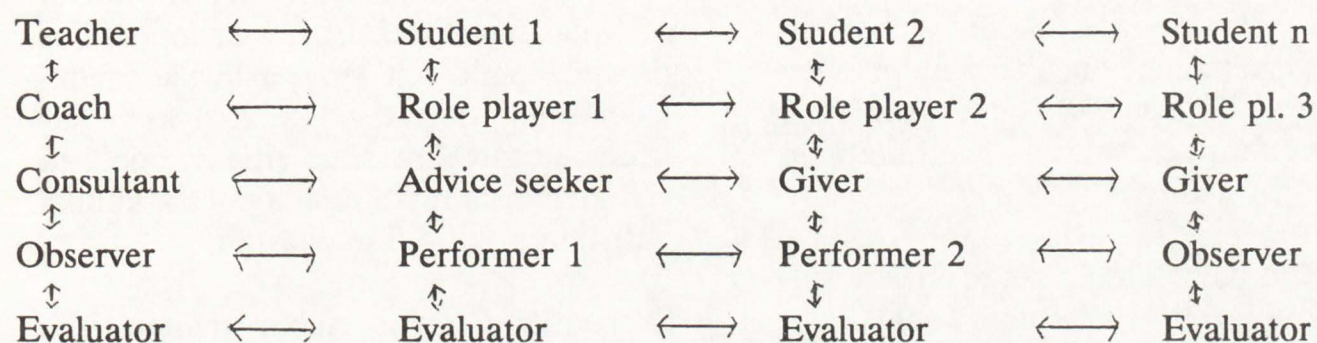 Teacher ⟷ Student 1 ⟷ Student 2 ⟷ Student n
↕ ↕ ↕ ↕
Coach ⟷ Role player 1 ⟷ Role player 2 ⟷ Role pl. 3
↕ ↕ ↕ ↕
Consultant ⟷ Advice seeker ⟷ Giver ⟷ Giver
↕ ↕ ↕ ↕
Observer ⟷ Performer 1 ⟷ Performer 2 ⟷ Observer
↕ ↕ ↕ ↕
Evaluator ⟷ Evaluator ⟷ Evaluator ⟷ Evaluator